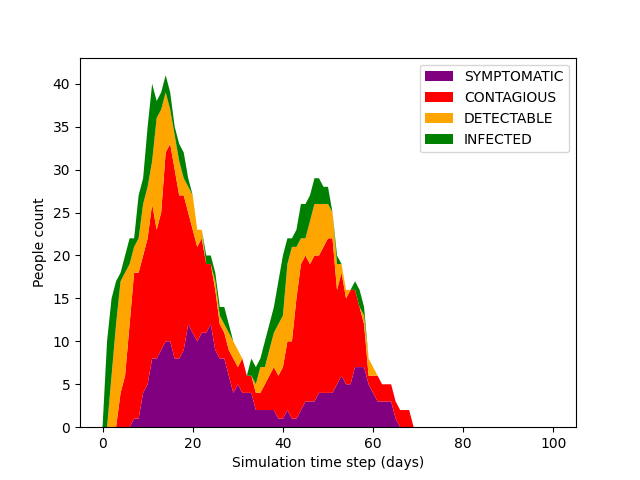 SYMPTOMATIC
CONTAGIOUS
DETECTABLE
INFECTED
40
35
30
25
20
15
10
5
0
People count
0 20 40 60 80 100
Simulation time step (days)